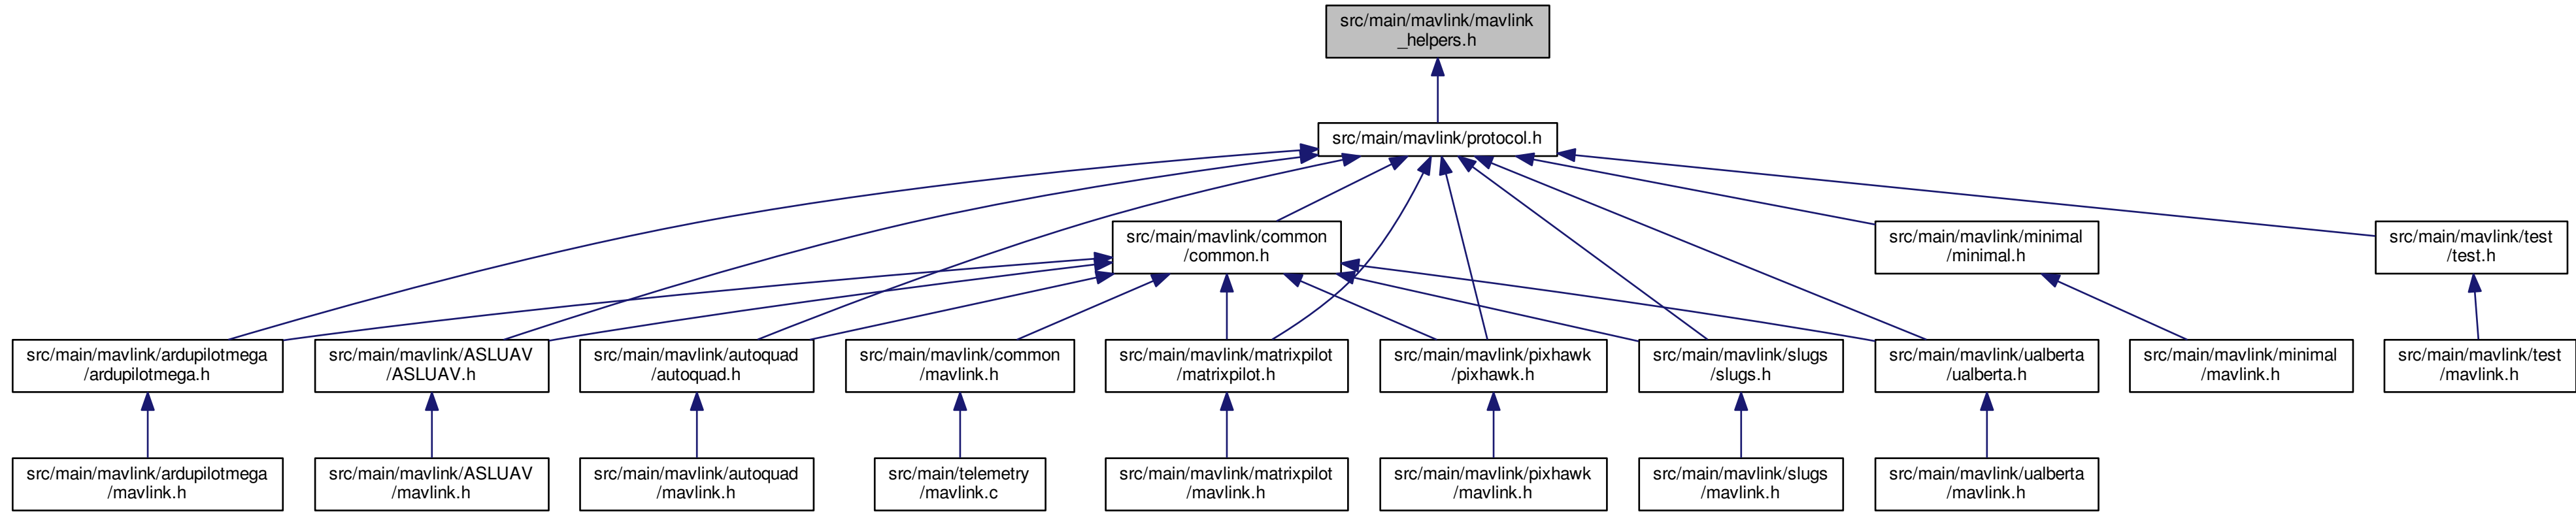 src/main/mavlink/mavlink
_helpers.h
src/main/mavlink/protocol.h
src/main/mavlink/common
/common.h
src/main/mavlink/minimal
/minimal.h
src/main/mavlink/test
/test.h
src/main/mavlink/ardupilotmega
/ardupilotmega.h
src/main/mavlink/ASLUAV
/ASLUAV.h
src/main/mavlink/autoquad
/autoquad.h
src/main/mavlink/common
/mavlink.h
src/main/mavlink/matrixpilot
/matrixpilot.h
src/main/mavlink/pixhawk
/pixhawk.h
src/main/mavlink/slugs
/slugs.h
src/main/mavlink/ualberta
/ualberta.h
src/main/mavlink/minimal
/mavlink.h
src/main/mavlink/test
/mavlink.h
src/main/mavlink/ardupilotmega
/mavlink.h
src/main/mavlink/ASLUAV
/mavlink.h
src/main/mavlink/autoquad
/mavlink.h
src/main/telemetry
/mavlink.c
src/main/mavlink/matrixpilot
/mavlink.h
src/main/mavlink/pixhawk
/mavlink.h
src/main/mavlink/slugs
/mavlink.h
src/main/mavlink/ualberta
/mavlink.h